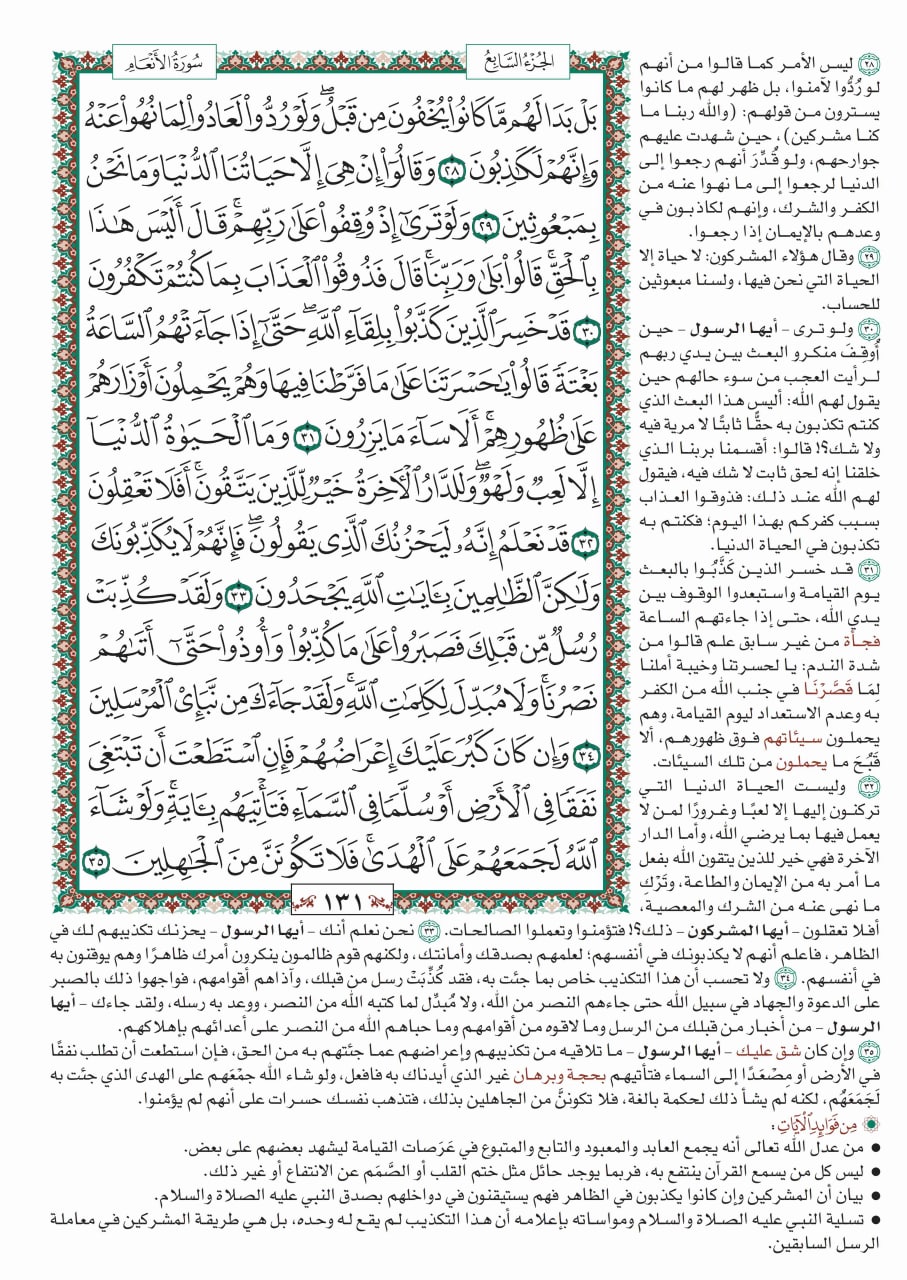 سُورَةُ الأَنْعَامِ
الجُزْءُ السَّابِعُ
بَلْ بَدَا لَهُم مَّا كَانُوا۟ يُخْفُونَ مِن قَبْلُ ۖ وَلَوْ رُدُّوا۟ لَعَادُوا۟ لِمَا نُهُوا۟ عَنْهُ
وَإِنَّهُمْ لَكَـٰذِبُونَ ٢٨ وَقَالُوٓا۟ إِنْ هِىَ إِلَّا حَيَاتُنَا ٱلدُّنْيَا وَمَا نَحْنُ
بِمَبْعُوثِينَ ٢٩ وَلَوْ تَرَىٰٓ إِذْ وُقِفُوا۟ عَلَىٰ رَبِّهِمْ ۚ قَالَ أَلَيْسَ هَـٰذَا
بِٱلْحَقِّ ۚ قَالُوا۟ بَلَىٰ وَرَبِّنَا ۚ قَالَ فَذُوقُوا۟ ٱلْعَذَابَ بِمَا كُنتُمْ تَكْفُرُونَ
٣٠ قَدْ خَسِرَ ٱلَّذِينَ كَذَّبُوا۟ بِلِقَآءِ ٱللَّهِ ۖ حَتَّىٰٓ إِذَا جَآءَتْهُمُ ٱلسَّاعَةُ
بَغْتَةً قَالُوا۟ يَـٰحَسْرَتَنَا عَلَىٰ مَا فَرَّطْنَا فِيهَا وَهُمْ يَحْمِلُونَ أَوْزَارَهُمْ
عَلَىٰ ظُهُورِهِمْ ۚ أَلَا سَآءَ مَا يَزِرُونَ ٣١ وَمَا ٱلْحَيَوٰةُ ٱلدُّنْيَآ
إِلَّا لَعِبٌ وَلَهْوٌ ۖ وَلَلدَّارُ ٱلْـَٔاخِرَةُ خَيْرٌ لِّلَّذِينَ يَتَّقُونَ ۗ أَفَلَا تَعْقِلُونَ
٣٢ قَدْ نَعْلَمُ إِنَّهُۥ لَيَحْزُنُكَ ٱلَّذِى يَقُولُونَ ۖ فَإِنَّهُمْ لَا يُكَذِّبُونَكَ
وَلَـٰكِنَّ ٱلظَّـٰلِمِينَ بِـَٔايَـٰتِ ٱللَّهِ يَجْحَدُونَ ٣٣ وَلَقَدْ كُذِّبَتْ
رُسُلٌ مِّن قَبْلِكَ فَصَبَرُوا۟ عَلَىٰ مَا كُذِّبُوا۟ وَأُوذُوا۟ حَتَّىٰٓ أَتَىٰهُمْ
نَصْرُنَا ۚ وَلَا مُبَدِّلَ لِكَلِمَـٰتِ ٱللَّهِ ۚ وَلَقَدْ جَآءَكَ مِن نَّبَإِى۟ ٱلْمُرْسَلِينَ
٣٤ وَإِن كَانَ كَبُرَ عَلَيْكَ إِعْرَاضُهُمْ فَإِنِ ٱسْتَطَعْتَ أَن تَبْتَغِىَ
نَفَقًا فِى ٱلْأَرْضِ أَوْ سُلَّمًا فِى ٱلسَّمَآءِ فَتَأْتِيَهُم بِـَٔايَةٍ ۚ وَلَوْ شَآءَ
ٱللَّهُ لَجَمَعَهُمْ عَلَى ٱلْهُدَىٰ ۚ فَلَا تَكُونَنَّ مِنَ ٱلْجَـٰهِلِينَ ٣٥
١٣١
٢٨ ليس الأمر كما قالوا من أنهم
لو رُدُّوا لآمنوا، بل ظهر لهم ما كانوا
يسترون من قولهم: (والله ربنا ما
كنا مشركين)، حين شهدت عليهم
جوارحهم، ولو قُدِّرَ أنهم رجعوا إلى
الدنيا لرجعوا إلى ما نهوا عنه من
الكفر والشرك، وإنهم لكاذبون في
وعدهم بالإيمان إذا رجعوا.
٢٩ وقال هؤلاء المشركون: لا حياة إلا
الحياة التي نحن فيها، ولسنا مبعوثين
للحساب.
٣٠ ولو ترى - أيها الرسول - حين
أُوقِفَ منكرو البعث بين يدي ربهم
لرأيت العجب من سوء حالهم حين
يقول لهم الله: أليس هذا البعث الذي
كنتم تكذبون به حقًّا ثابتًا لا مرية فيه
ولا شك؟! قالوا: أقسمنا بربنا الذي
خلقنا إنه لحق ثابت لا شك فيه، فيقول
لهم الله عند ذلك: فذوقوا العذاب
بسبب كفركم بهذا اليوم؛ فكنتم به
تكذبون في الحياة الدنيا.
٣١ قد خسر الذين كَذَّبُوا بالبعث
يوم القيامة واستبعدوا الوقوف بين
يدي الله، حتى إذا جاءتهم الساعة
فجأة من غير سابق علم قالوا من
شدة الندم: يا لحسرتنا وخيبة أملنا
لِمَا قَصَّرْنَا في جنب الله من الكفر
به وعدم الاستعداد ليوم القيامة، وهم
يحملون سيئاتهم فوق ظهورهم، ألا
قَبُحَ ما يحملون من تلك السيئات.
٣٢ وليست الحياة الدنيا التي
تركنون إليها إلا لعبًا وغرورًا لمن لا
يعمل فيها بما يرضي الله، وأما الدار
الآخرة فهي خير للذين يتقون الله بفعل
ما أمر به من الإيمان والطاعة، وتَرْكِ
ما نهى عنه من الشرك والمعصية،
أفلا تعقلون - أيها المشركون - ذلك؟! فتؤمنوا وتعملوا الصالحات. ٣٣ نحن نعلم أنك - أيها الرسول - يحزنك تكذيبهم لك في
الظاهر، فاعلم أنهم لا يكذبونك في أنفسهم؛ لعلمهم بصدقك وأمانتك، ولكنهم قوم ظالمون ينكرون أمرك ظاهرًا وهم يوقنون به
في أنفسهم. ٣٤ ولا تحسب أن هذا التكذيب خاص بما جئت به، فقد كُذِّبَتْ رسل من قبلك، وآذاهم أقوامهم، فواجهوا ذلك بالصبر
على الدعوة والجهاد في سبيل الله حتى جاءهم النصر من الله، ولا مُبدِّل لما كتبه الله من النصر، ووعد به رسله، ولقد جاءك - أيها
الرسول - من أخبار من قبلك من الرسل وما لاقوه من أقوامهم وما حباهم الله من النصر على أعدائهم بإهلاكهم.
٣٥ وإن كان شق عليك - أيها الرسول - ما تلاقيه من تكذيبهم وإعراضهم عما جئتهم به من الحق، فإن استطعت أن تطلب نفقًا
في الأرض أو مِصْعَدًا إلى السماء فتأتيهم بحجة وبرهان غير الذي أيدناك به فافعل، ولو شاء الله جمْعَهم على الهدى الذي جئت به
لَجَمَعَهُم، لكنه لم يشأ ذلك لحكمة بالغة، فلا تكوننَّ من الجاهلين بذلك، فتذهب نفسك حسرات على أنهم لم يؤمنوا.
مِن فَوَائِدِ الآيَاتِ:
● من عدل الله تعالى أنه يجمع العابد والمعبود والتابع والمتبوع في عَرَصات القيامة ليشهد بعضهم على بعض.
● ليس كل من يسمع القرآن ينتفع به، فربما يوجد حائل مثل ختم القلب أو الصَّمَم عن الانتفاع أو غير ذلك.
● بيان أن المشركين وإن كانوا يكذبون في الظاهر فهم يستيقنون في دواخلهم بصدق النبي عليه الصلاة والسلام.
● تسلية النبي عليه الصلاة والسلام ومواساته بإعلامه أن هذا التكذيب لم يقع له وحده، بل هي طريقة المشركين في معاملة
الرسل السابقين.